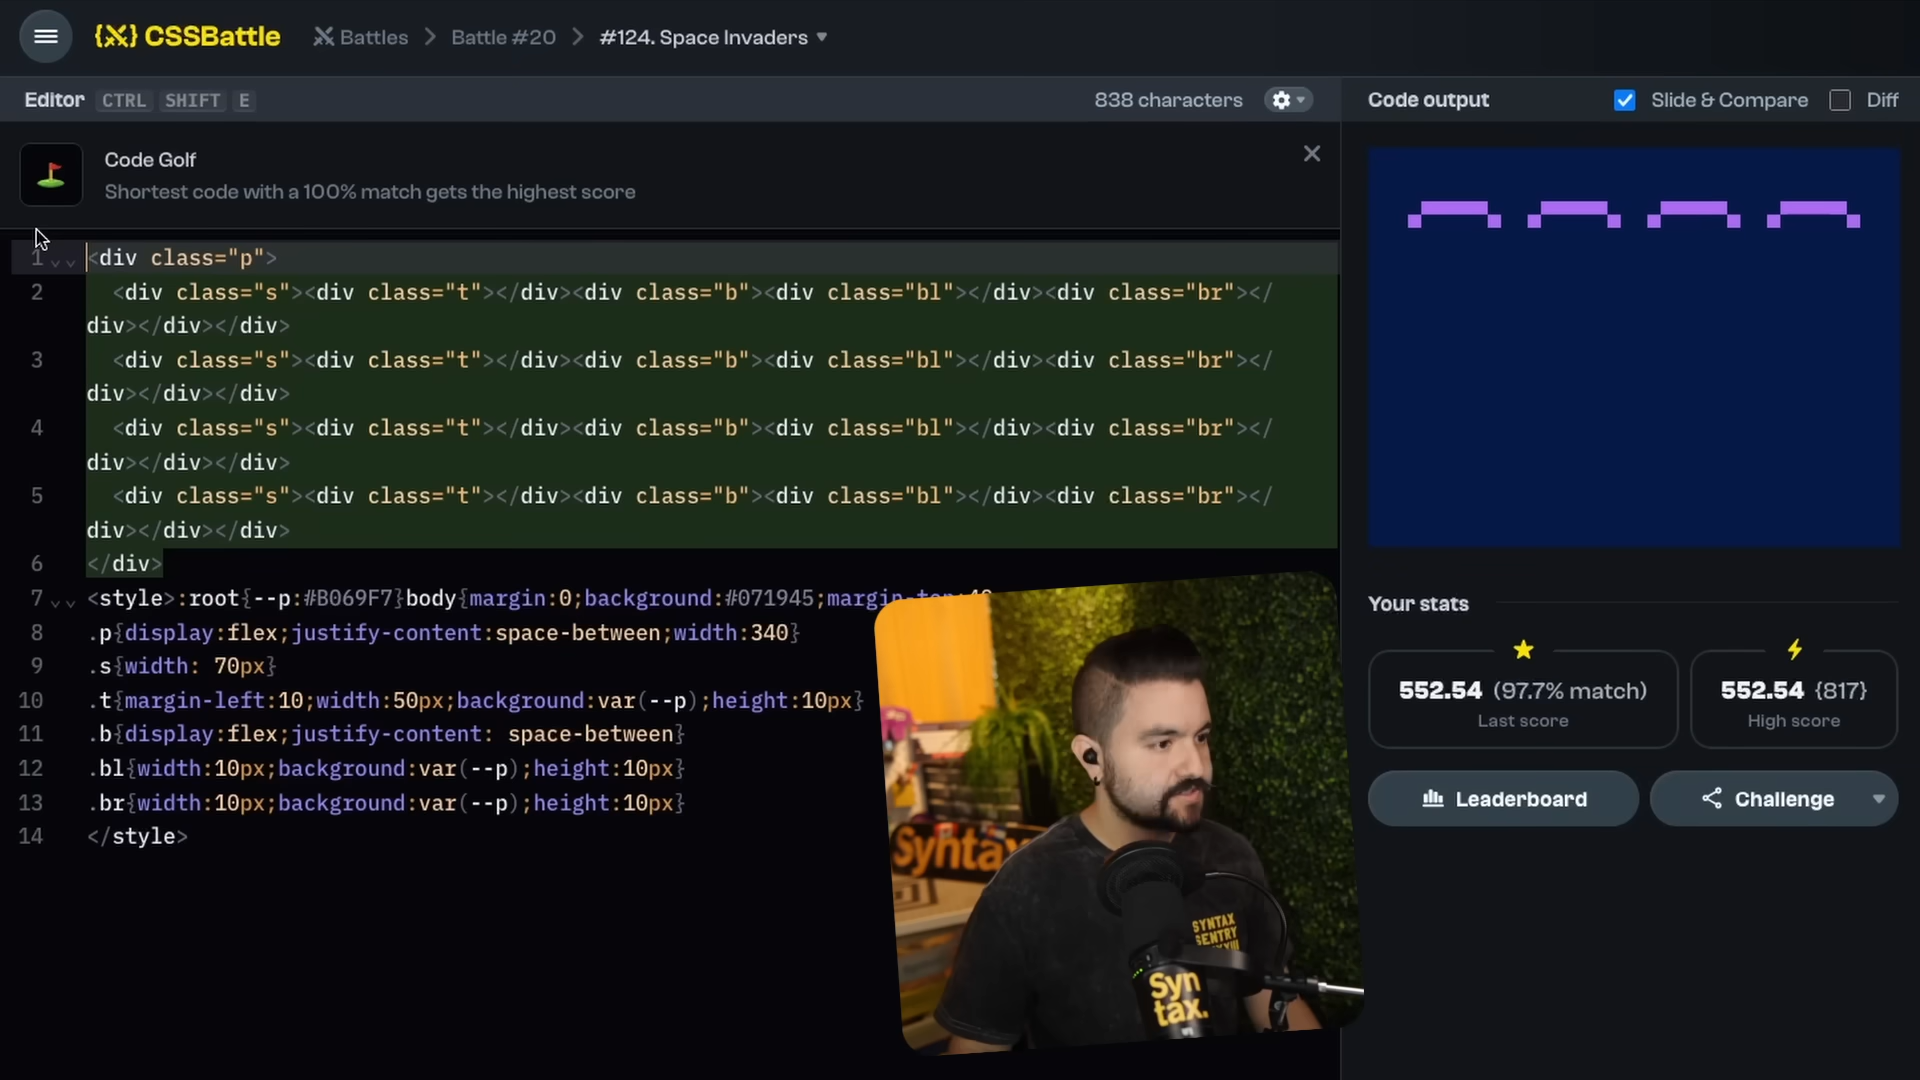 {X} CSSBattle
Battles > Battle #20 > #124. Space Invaders
Editor CTRL SHIFT E
838 characters
Code output
Slide & Compare
Diff
Code Golf
Shortest code with a 100% match gets the highest score
1 <div class="p">
2   <div class="s"><div class="t"></div><div class="b"><div class="bl"></div><div class="br"></
div></div></div>
3   <div class="s"><div class="t"></div><div class="b"><div class="bl"></div><div class="br"></
div></div></div>
4   <div class="s"><div class="t"></div><div class="b"><div class="bl"></div><div class="br"></
div></div></div>
5   <div class="s"><div class="t"></div><div class="b"><div class="bl"></div><div class="br"></
div></div></div>
6 </div>
7 <style>:root{--p:#B069F7}body{margin:0;background:#071945;margin-top:40
8 .p{display:flex;justify-content:space-between;width:340}
9 .s{width: 70px}
10 .t{margin-left:10;width:50px;background:var(--p);height:10px}
11 .b{display:flex;justify-content: space-between}
12 .bl{width:10px;background:var(--p);height:10px}
13 .br{width:10px;background:var(--p);height:10px}
14 </style>
Your stats
552.54 (97.7% match)
Last score
552.54 {817}
High score
Leaderboard
Challenge
Syntax
SYNTAX
SENTRY
Syn
tax.